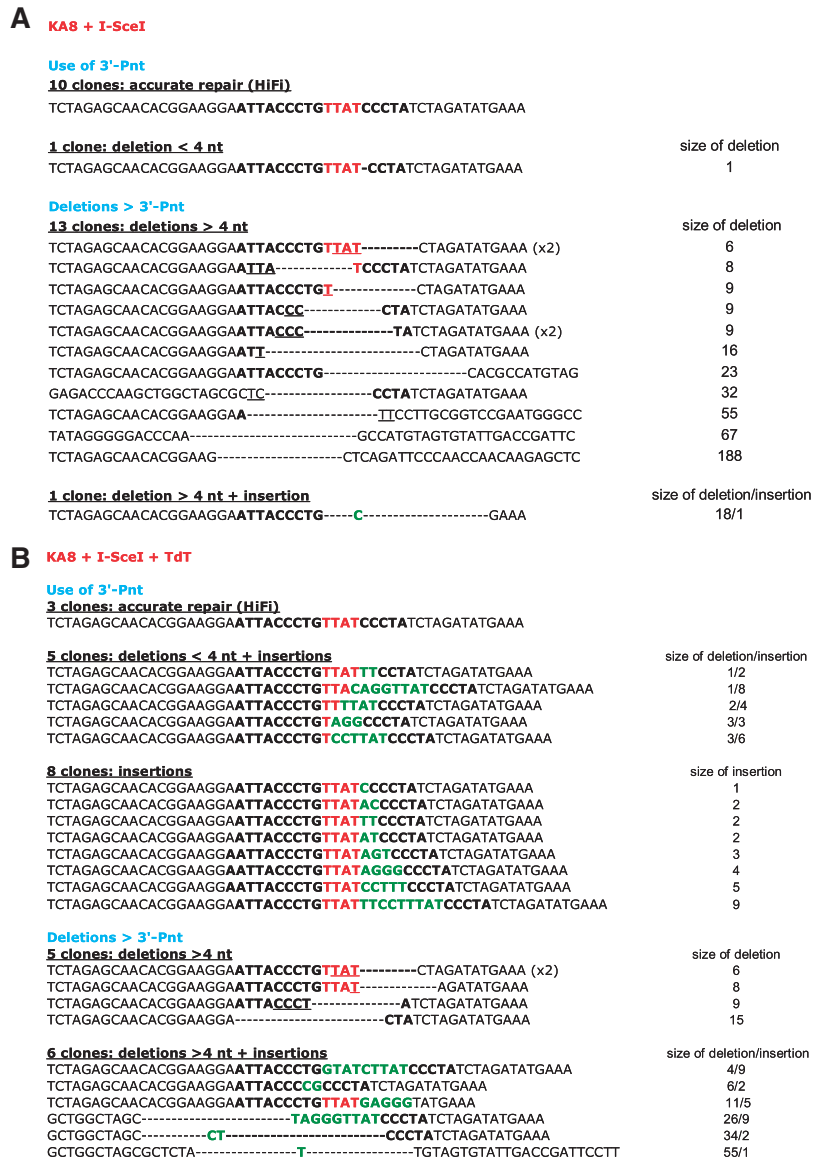 A KA8 + I-SceI
Use of 3'-Pnt
10 clones: accurate repair (HiFi)
TCTAGAGCAACACGGAAGGAATTACCCTGTTATCCCTATCTAGATATGAAA
1 clone: deletion < 4 nt size of deletion
TCTAGAGCAACACGGAAGGAATTACCCTGTTAT-CCTATCTAGATATGAAA 1
Deletions > 3'-Pnt
13 clones: deletions > 4 nt size of deletion
TCTAGAGCAACACGGAAGGAATTACCCTGTTAT---------CTAGATATGAAA (x2) 6
TCTAGAGCAACACGGAAGGAATTA-------------TCCCTATCTAGATATGAAA 8
TCTAGAGCAACACGGAAGGAATTACCCTGT--------------CTAGATATGAAA 9
TCTAGAGCAACACGGAAGGAATTACC-------------CTATCTAGATATGAAA 9
TCTAGAGCAACACGGAAGGAATTACCC--------------TATCTAGATATGAAA (x2) 9
TCTAGAGCAACACGGAAGGAATT--------------------------CTAGATATGAAA 16
TCTAGAGCAACACGGAAGGAATTACCCTG------------------------CACGCCATGTAG 23
GAGACCCAAGCTGGCTAGCGCTC------------------CCTATCTAGATATGAAA 32
TCTAGAGCAACACGGAAGGAA----------------------TTCCTTGCGGTCCGAATGGGCC 55
TATAGGGGGACCCAA----------------------------GCCATGTAGTGTATTGACCGATTC 67
TCTAGAGCAACACGGAAG---------------------CTCAGATTCCCAACCAACAAGAGCTC 188
1 clone: deletion > 4 nt + insertion size of deletion/insertion
TCTAGAGCAACACGGAAGGAATTACCCTG-----C---------------------GAAA 18/1
B KA8 + I-SceI + TdT
Use of 3'-Pnt
3 clones: accurate repair (HiFi)
TCTAGAGCAACACGGAAGGAATTACCCTGTTATCCCTATCTAGATATGAAA
5 clones: deletions < 4 nt + insertions size of deletion/insertion
TCTAGAGCAACACGGAAGGAATTACCCTGTTATTTCCTATCTAGATATGAAA 1/2
TCTAGAGCAACACGGAAGGAATTACCCTGTTACAGGTTATCCCTATCTAGATATGAAA 1/8
TCTAGAGCAACACGGAAGGAATTACCCTGTTTTATCCCTATCTAGATATGAAA 2/4
TCTAGAGCAACACGGAAGGAATTACCCTGTAGGCCCTATCTAGATATGAAA 3/3
TCTAGAGCAACACGGAAGGAATTACCCTGTCCTTATCCCTATCTAGATATGAAA 3/6
8 clones: insertions size of insertion
TCTAGAGCAACACGGAAGGAATTACCCTGTTATCCCCTATCTAGATATGAAA 1
TCTAGAGCAACACGGAAGGAATTACCCTGTTATACCCCTATCTAGATATGAAA 2
TCTAGAGCAACACGGAAGGAATTACCCTGTTATTTCCCTATCTAGATATGAAA 2
TCTAGAGCAACACGGAAGGAATTACCCTGTTATATCCCTATCTAGATATGAAA 2
TCTAGAGCAACACGGAAGGAATTACCCTGTTATAGTCCCTATCTAGATATGAAA 3
TCTAGAGCAACACGGAAGGAATTACCCTGTTATAGGGCCCTATCTAGATATGAAA 4
TCTAGAGCAACACGGAAGGAATTACCCTGTTATCCTTTCCCTATCTAGATATGAAA 5
TCTAGAGCAACACGGAAGGAATTACCCTGTTATTTCCTTTATCCCTATCTAGATATGAAA 9
Deletions > 3'-Pnt
5 clones: deletions >4 nt size of deletion
TCTAGAGCAACACGGAAGGAATTACCCTGTTAT---------CTAGATATGAAA (x2) 6
TCTAGAGCAACACGGAAGGAATTACCCTGTTAT-------------AGATATGAAA 8
TCTAGAGCAACACGGAAGGAATTACCCT---------------ATCTAGATATGAAA 9
TCTAGAGCAACACGGAAGGA-------------------------CTATCTAGATATGAAA 15
6 clones: deletions >4 nt + insertions size of deletion/insertion
TCTAGAGCAACACGGAAGGAATTACCCTGGTATCTTATCCCTATCTAGATATGAAA 4/9
TCTAGAGCAACACGGAAGGAATTACCCCGCCCTATCTAGATATGAAA 6/2
TCTAGAGCAACACGGAAGGAATTACCCTGTTATGAGGGTATGAAA 11/5
GCTGGCTAGC-------------------------TAGGGTTATCCCTATCTAGATATGAAA 26/9
GCTGGCTAGC-----------CT--------------------------CCCTATCTAGATATGAAA 34/2
GCTGGCTAGCGCTCTA-----------------T-----------------------TGTAGTGTATTGACCGATTCCTT 55/1